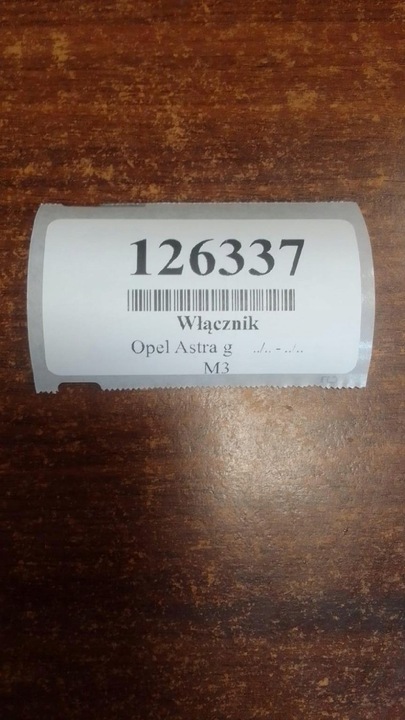 126337
Włącznik
Opel Astra g ../.. - ../..
M3